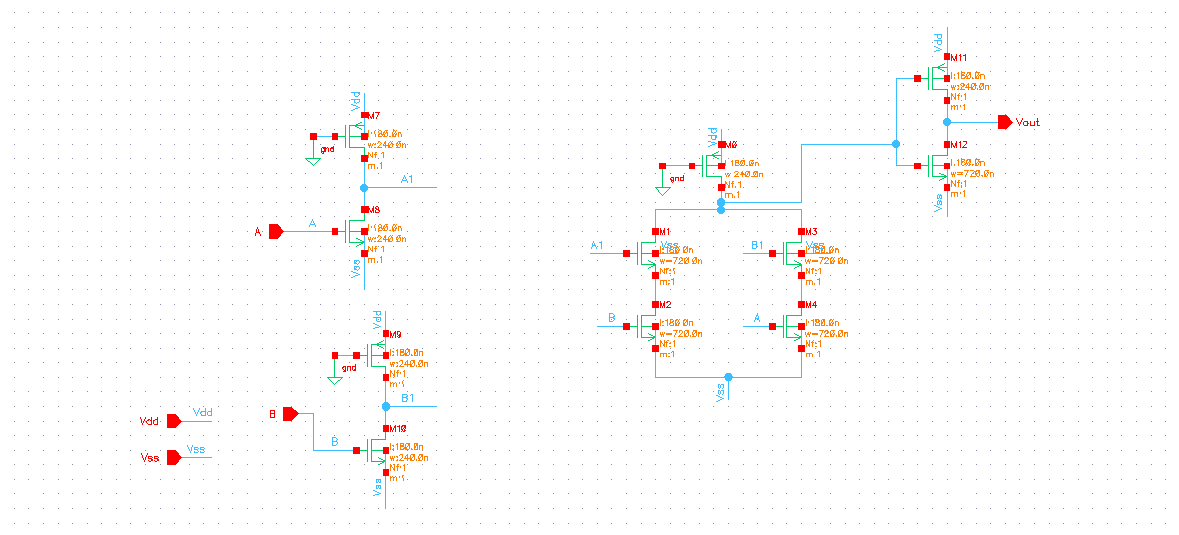 Vdd
M11
l:180.0n
w:240.0n
Nf:1
m:1
Vout
M12
l:180.0n
w=720.0n
Nf:1
m:1
Vss
Vdd
M7
l:180.0n
w:240.0n
Nf:1
m:1
gnd
A1
M8
A
A
l:180.0n
w:240.0n
Nf:1
m:1
Vss
Vdd
l:180.0n
w:240.0n
Nf:1
m:1
gnd
M1
A1
Vss
l:180.0n
w=720.0n
Nf:1
m:1
M3
B1
Vss
l:180.0n
w=720.0n
Nf:1
m:1
M2
B
l:180.0n
w=720.0n
Nf:1
m:1
M4
A
l:180.0n
w=720.0n
Nf:1
m:1
Vss
Vdd
M9
l:180.0n
w:240.0n
Nf:1
m:1
gnd
B1
M10
B
B
l:180.0n
w:240.0n
Nf:1
m:1
Vss
Vdd
Vdd
Vss
Vss